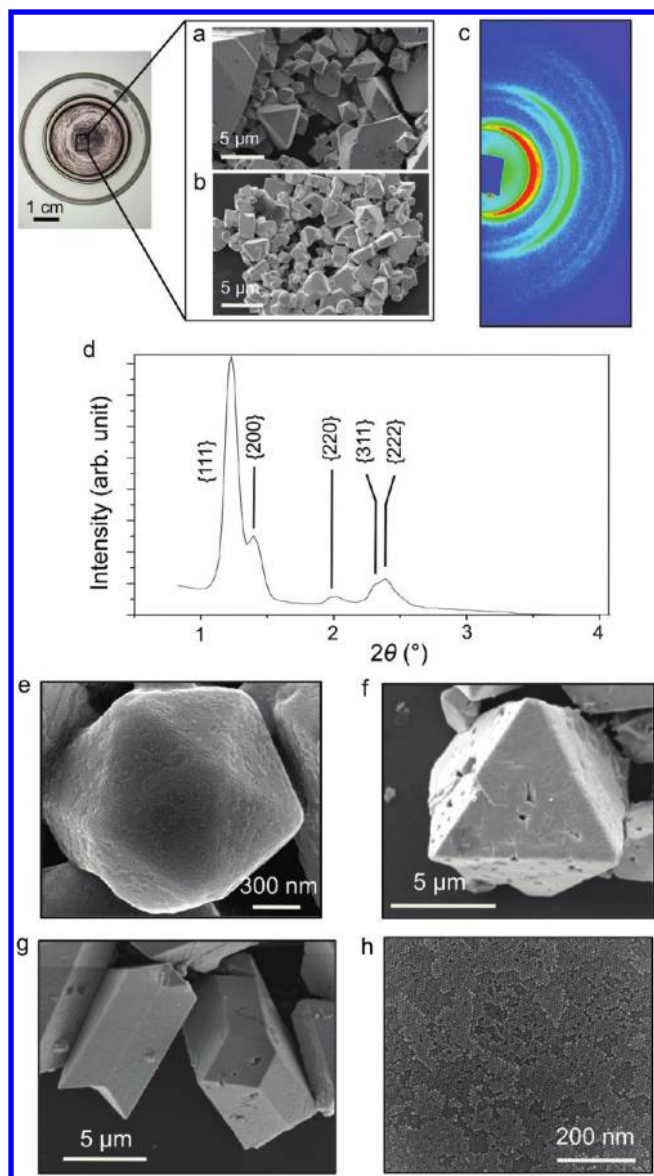 a
5 μm
1 cm
b
5 μm
c
d
Intensity (arb. unit)
{111}
{200}
{220}
{311}
{222}
1
2
3
4
2θ (°)
e
300 nm
f
5 μm
g
5 μm
h
200 nm